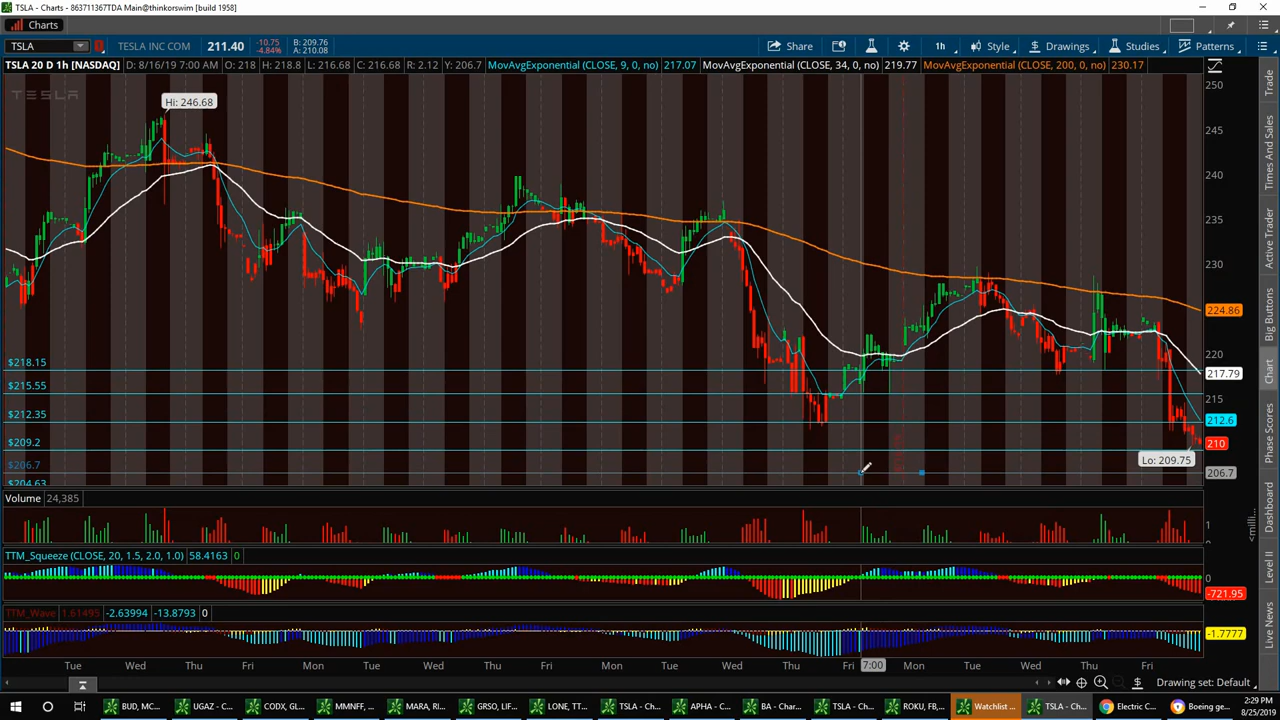 TSLA - Charts - 863711367TDA Main@thinkorswim [build 1958]
Charts
TSLA TESLA INC COM 211.40 -10.75 -4.84% B: 209.76 A: 210.08 Share 1h Style Drawings Studies Patterns
TSLA 20 D 1h [NASDAQ] D: 8/16/19 7:00 AM O: 218 H: 218.8 L: 216.68 C: 216.68 R: 2.12 Y: 206.7 MovAvgExponential (CLOSE, 9, 0, no) 217.07 MovAvgExponential (CLOSE, 34, 0, no) 219.77 MovAvgExponential (CLOSE, 200, 0, no) 230.17
TESLA
Hi: 246.68
250
245
240
235
230
224.86
220
$218.15
217.79
$215.55
215
$212.35
212.6
$209.2
210
Lo: 209.75
$206.7
206.7
$204.63
Volume 24,385
1
0
<milli...
TTM_Squeeze (CLOSE, 20, 1.5, 2.0, 1.0) 58.4163 0
0
-721.95
TTM_Wave 1.61495 -2.63994 -13.8793 0
-1.7777
Tue Wed Thu Fri Mon Tue Wed Thu Fri Mon Tue Wed Thu Fri 7:00 Mon Tue Wed Thu Fri
Drawing set: Default
Trade
Times And Sales
Active Trader
Big Buttons
Chart
Phase Scores
Dashboard
Level II
Live News
BUD, MC... UGAZ - C... CODX, GL... MMNFF, ... MARA, RI... GRSO, LIF... LONE, TT... TSLA - Ch... APHA - C... BA - Char... TSLA - Ch... ROKU, FB,... Watchlist ... TSLA - Ch... Electric C... Boeing ge...
2:29 PM
8/25/2019